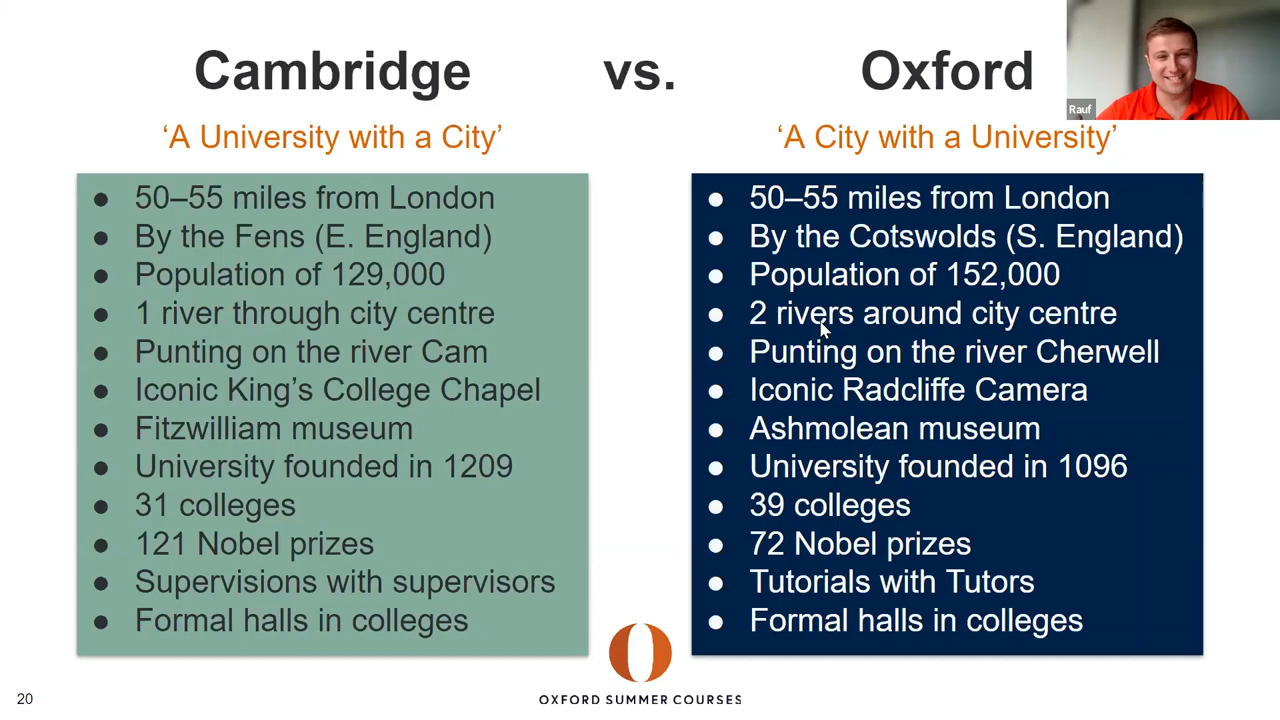 Cambridge vs. Oxford
Rauf
‘A University with a City’
‘A City with a University’
● 50–55 miles from London
● By the Fens (E. England)
● Population of 129,000
● 1 river through city centre
● Punting on the river Cam
● Iconic King’s College Chapel
● Fitzwilliam museum
● University founded in 1209
● 31 colleges
● 121 Nobel prizes
● Supervisions with supervisors
● Formal halls in colleges
● 50–55 miles from London
● By the Cotswolds (S. England)
● Population of 152,000
● 2 rivers around city centre
● Punting on the river Cherwell
● Iconic Radcliffe Camera
● Ashmolean museum
● University founded in 1096
● 39 colleges
● 72 Nobel prizes
● Tutorials with Tutors
● Formal halls in colleges
20
OXFORD SUMMER COURSES